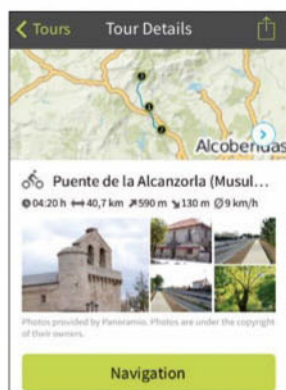 Tours Tour Details
Alcobendas
Puente de la Alcanzorla (Musul...
04:20 h 40,7 km 590 m 130 m Ø9 km/h
Photos provided by Panoramio. Photos are under the copyright
of their owners.
Navigation